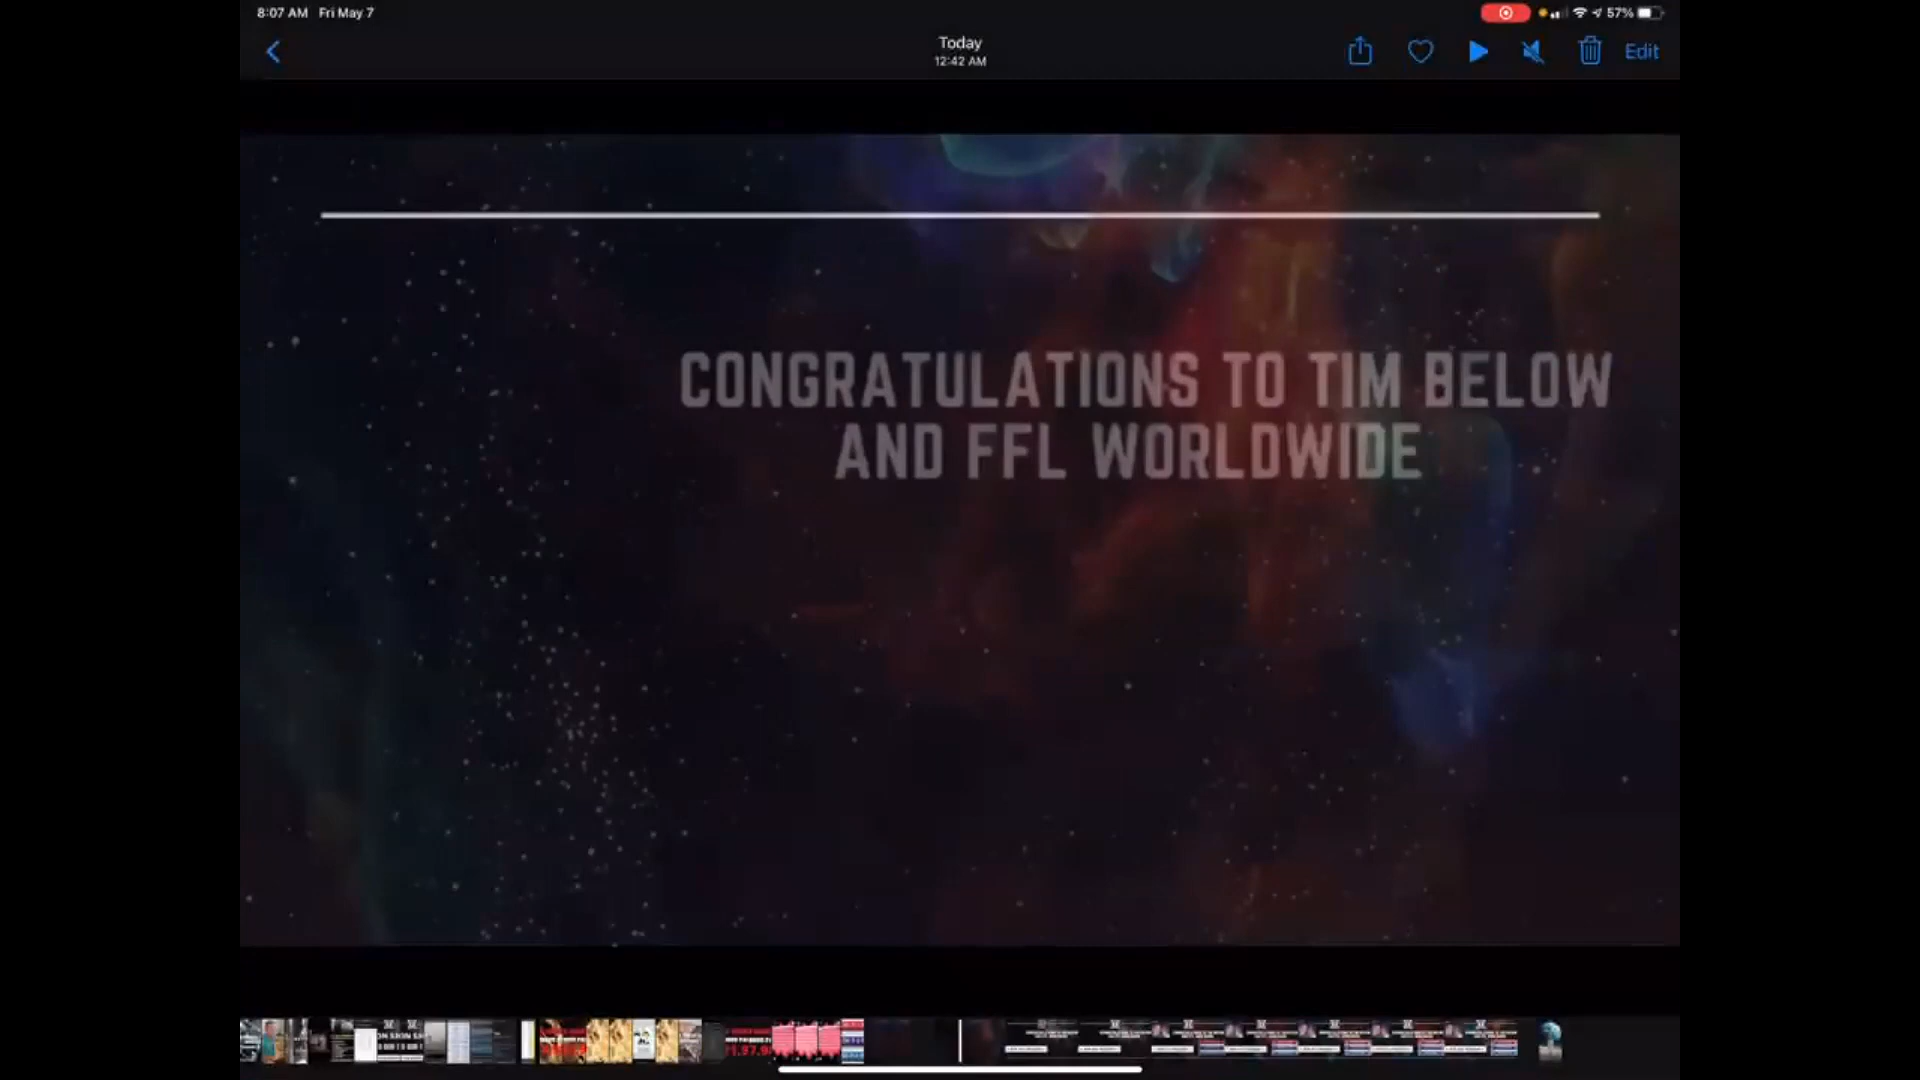 8:07 AM Fri May 7
57%
Today
12:42 AM
Edit
CONGRATULATIONS TO TIM BELOW
AND FFL WORLDWIDE